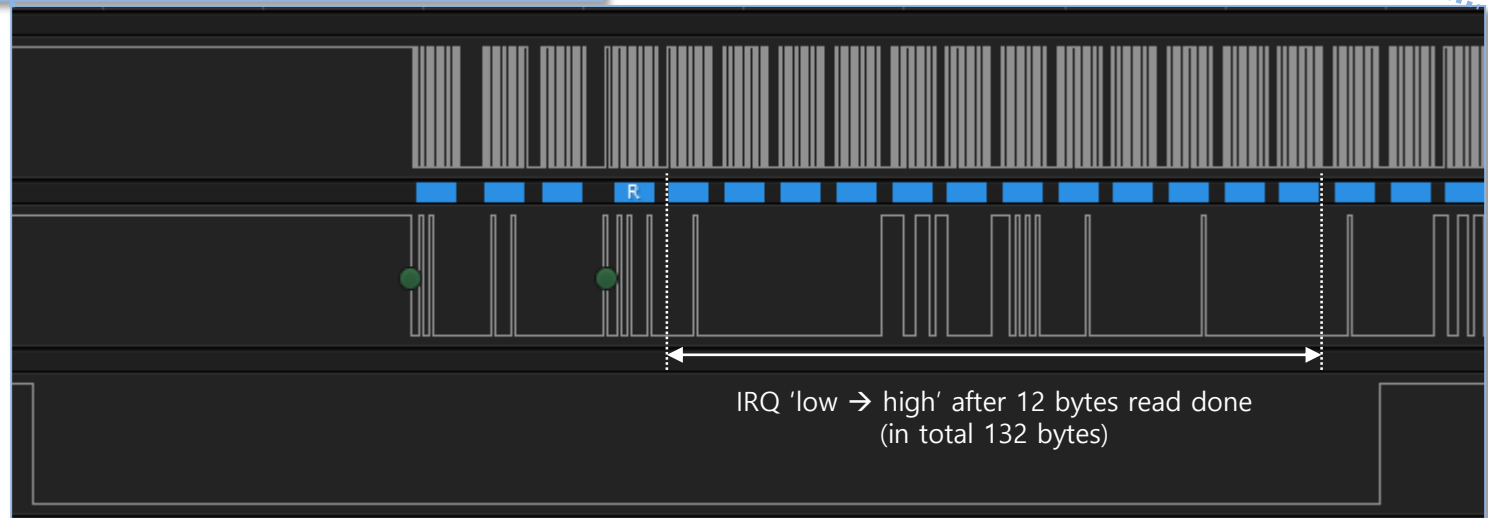 R
IRQ ‘low → high’ after 12 bytes read done
(in total 132 bytes)